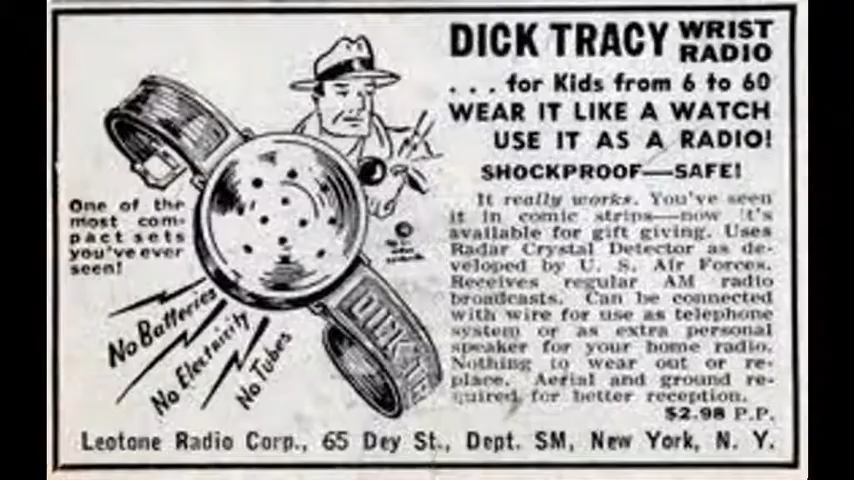 DICK TRACY WRIST RADIO
. . . for Kids from 6 to 60
WEAR IT LIKE A WATCH
USE IT AS A RADIO!
SHOCKPROOF—SAFE!
It really works. You've seen
it in comic strips—now it's
available for gift giving. Uses
Radar Crystal Detector as de-
veloped by U. S. Air Forces.
Receives regular AM radio
broadcasts. Can be connected
with wire for use as telephone
system or as extra personal
speaker for your home radio.
Nothing to wear out or re-
place. Aerial and ground re-
quired for better reception.
$2.98 P.P.
One of the
most com-
pact sets
you've ever
seen!
No Batteries
No Electricity
No Tubes
DICK TR
Leotone Radio Corp., 65 Dey St., Dept. SM, New York, N. Y.